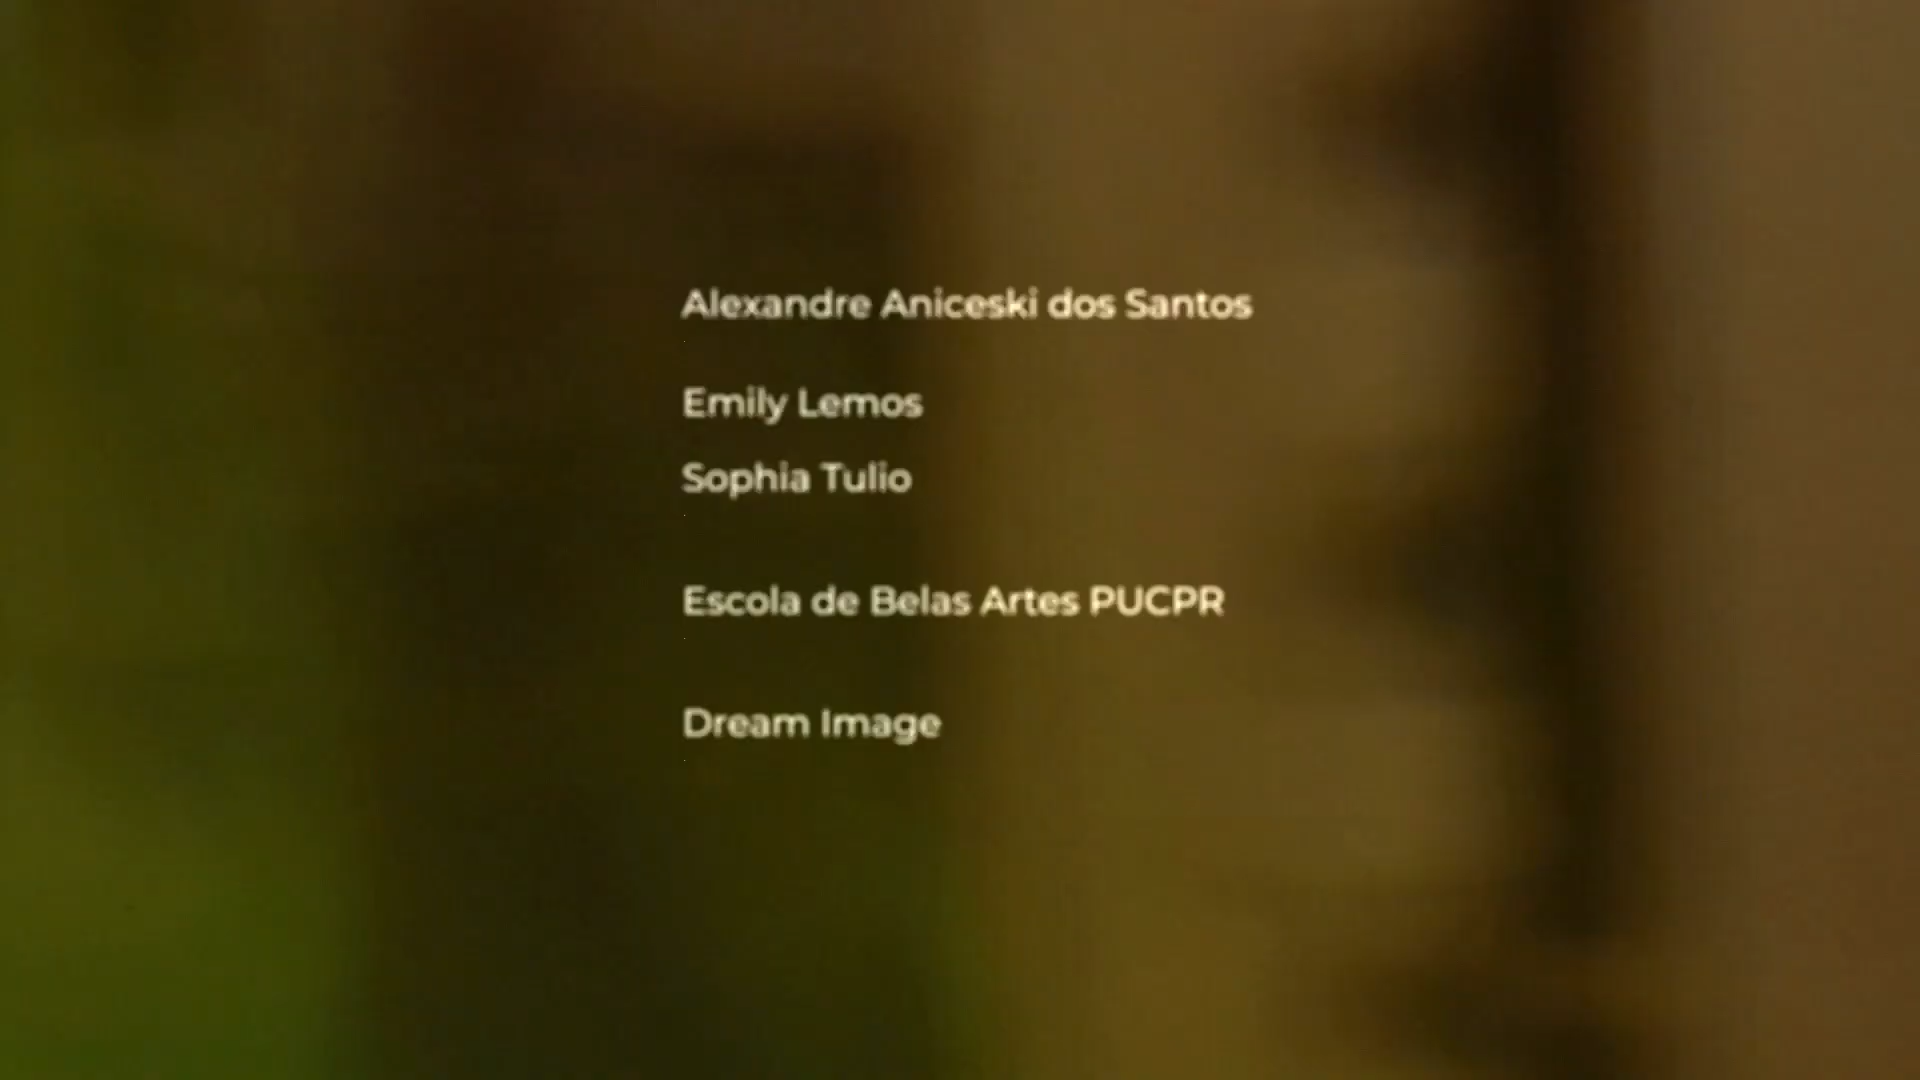 Alexandre Aniceski dos Santos
Emily Lemos
Sophia Tulio
Escola de Belas Artes PUCPR
Dream Image